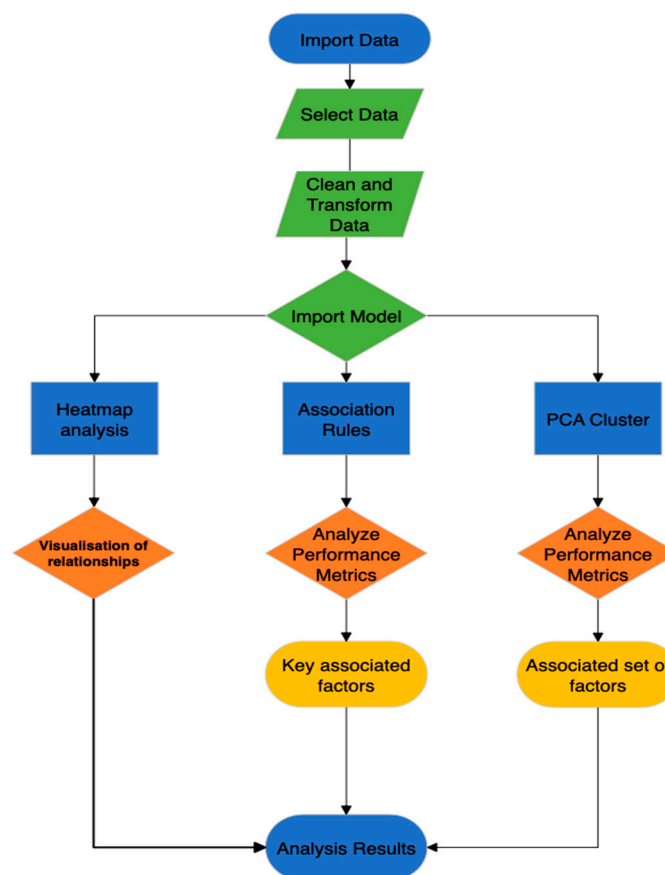 Import Data
Select Data
Clean and
Transform
Data
Import Model
Heatmap
analysis
Association
Rules
PCA Cluster
Visualisation of
relationships
Analyze
Performance
Metrics
Analyze
Performance
Metrics
Key associated
factors
Associated set o
factors
Analysis Results